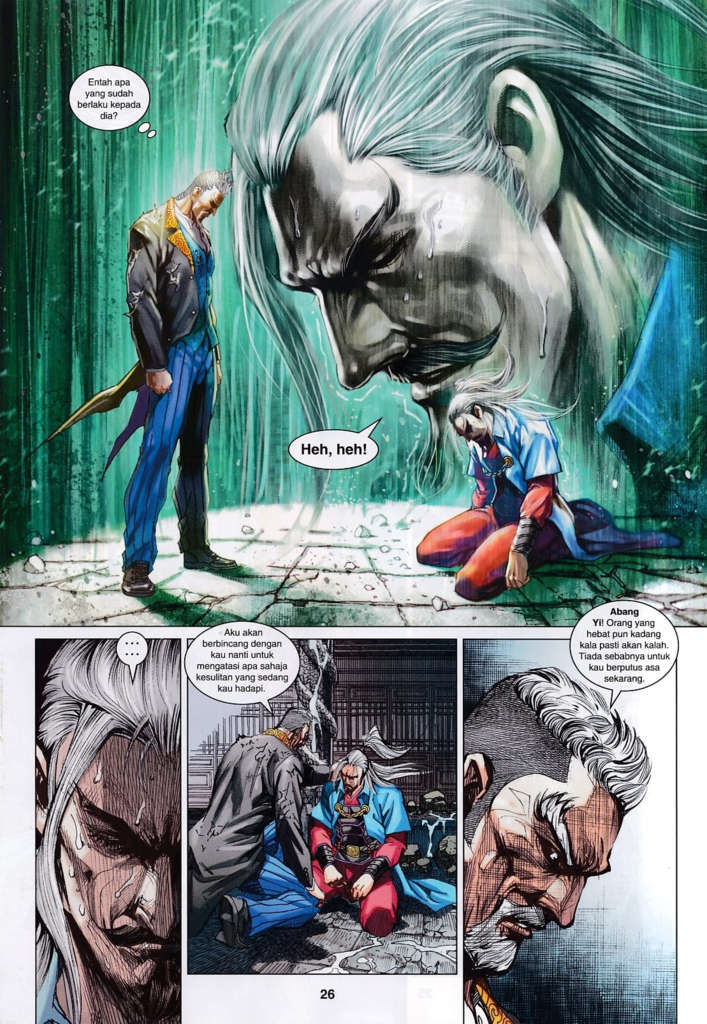 Entah apa
yang sudah
berlaku kepada
dia?
Heh, heh!
...
...
Aku akan
berbincang dengan
kau nanti untuk
mengatasi apa sahaja
kesulitan yang sedang
kau hadapi.
Abang
Yi! Orang yang
hebat pun kadang
kala pasti akan kalah.
Tiada sebabnya untuk
kau berputus asa
sekarang.
26